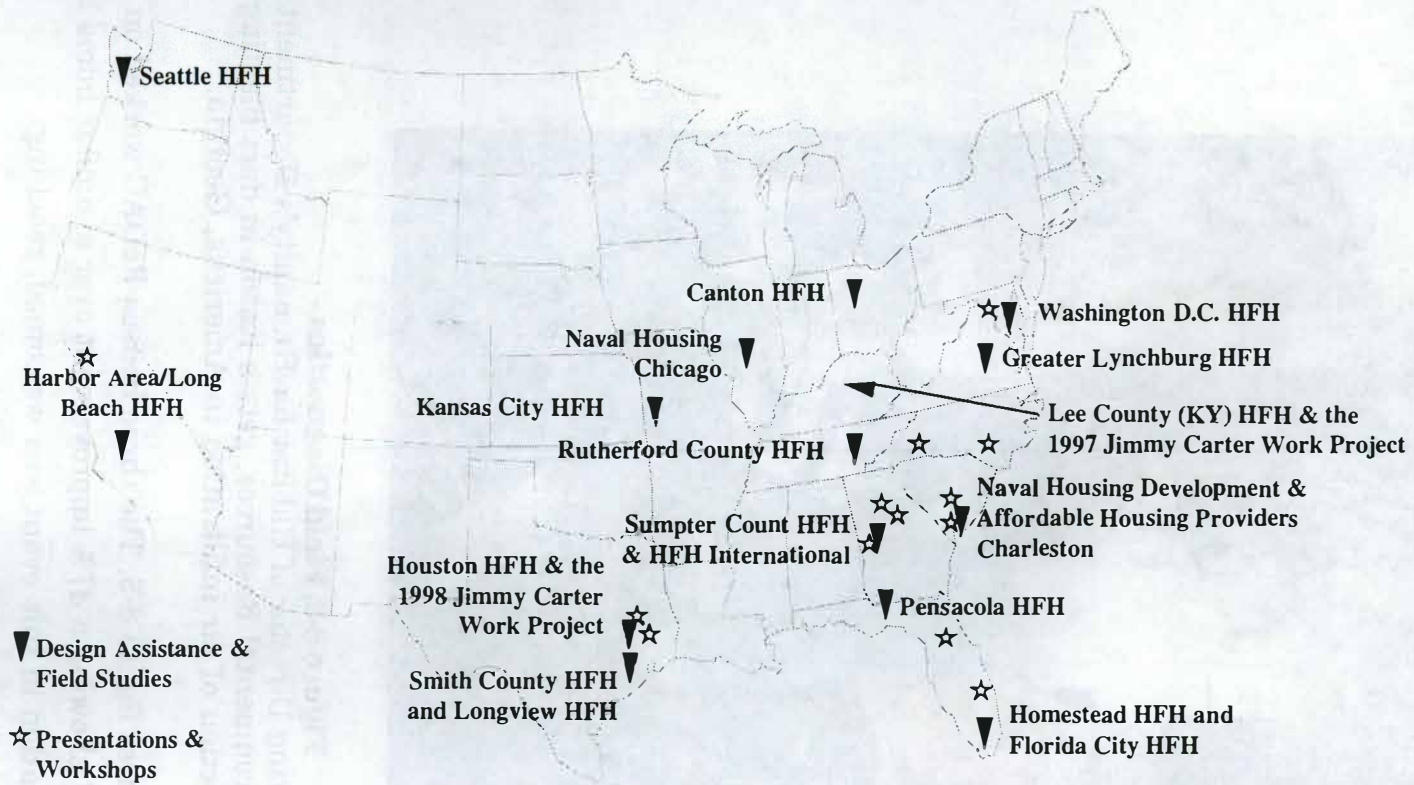 Seattle HFH
Canton HFH
Washington D.C. HFH
Naval Housing
Chicago
Greater Lynchburg HFH
Harbor Area/Long
Beach HFH
Kansas City HFH
Lee County (KY) HFH & the
1997 Jimmy Carter Work Project
Rutherford County HFH
Naval Housing Development &
Affordable Housing Providers
Charleston
Sumpter Count HFH
& HFH International
Houston HFH & the
1998 Jimmy Carter
Work Project
Pensacola HFH
Design Assistance &
Field Studies
Smith County HFH
and Longview HFH
Homestead HFH and
Florida City HFH
Presentations &
Workshops